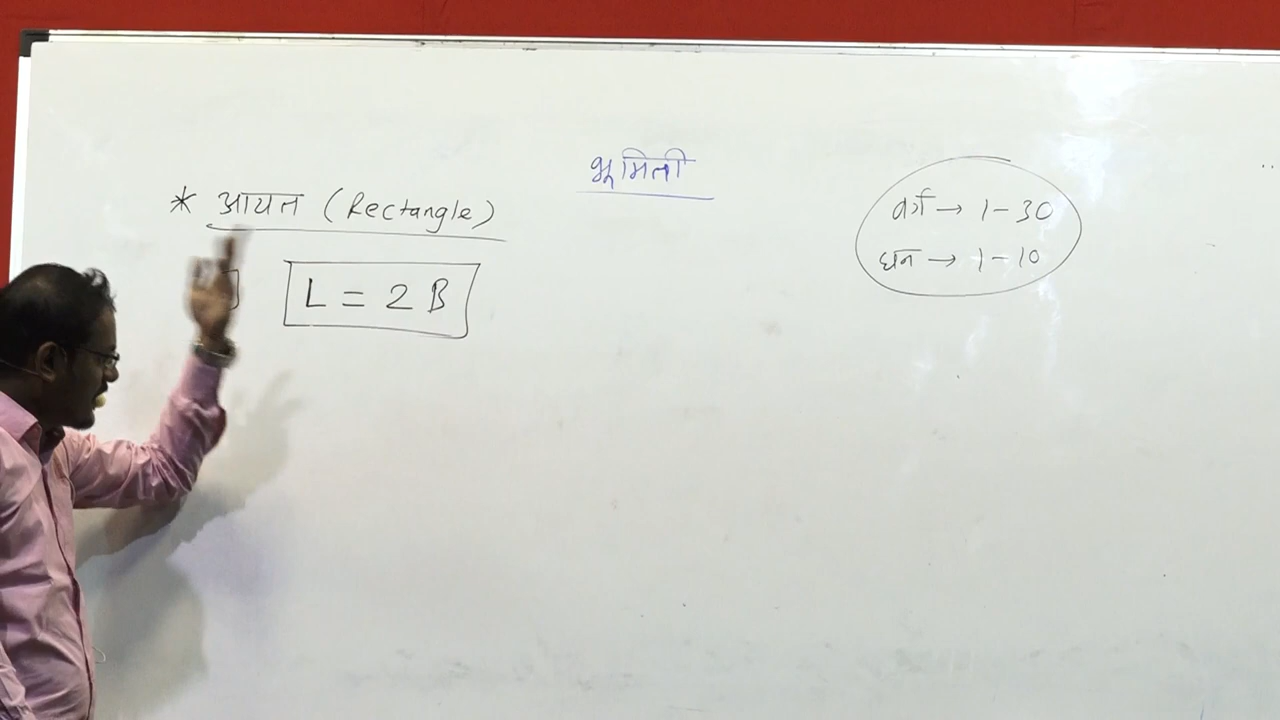 भूमिती
* आयत (Rectangle)
L = 2 B
वर्ग → 1 - 30
घन → 1 - 10